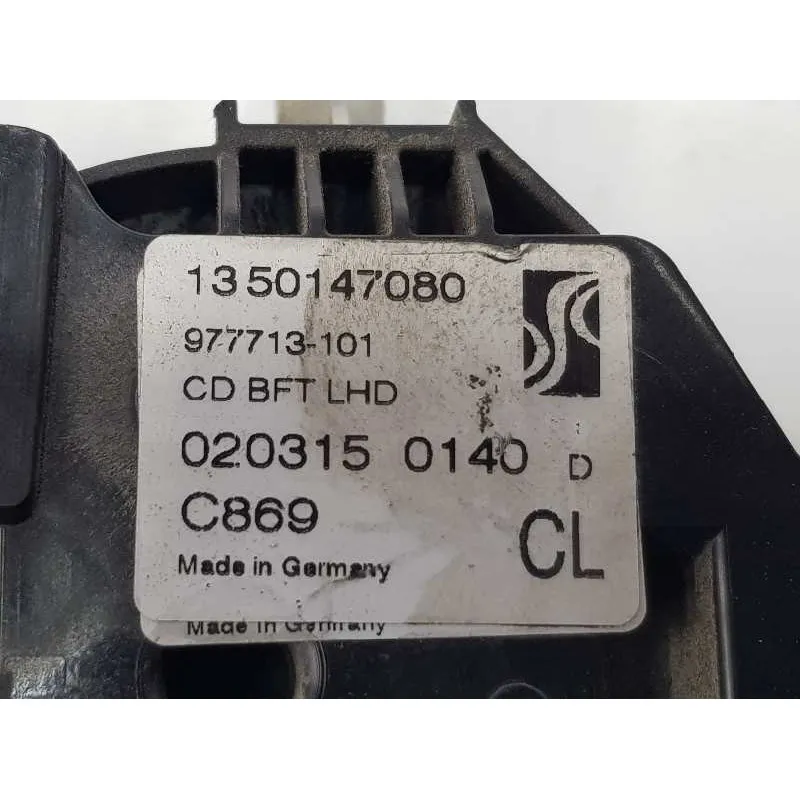 1350147080
977713-101
CD BFT LHD
020315 0140 D
C869
CL
Made in Germany
Made in Germany